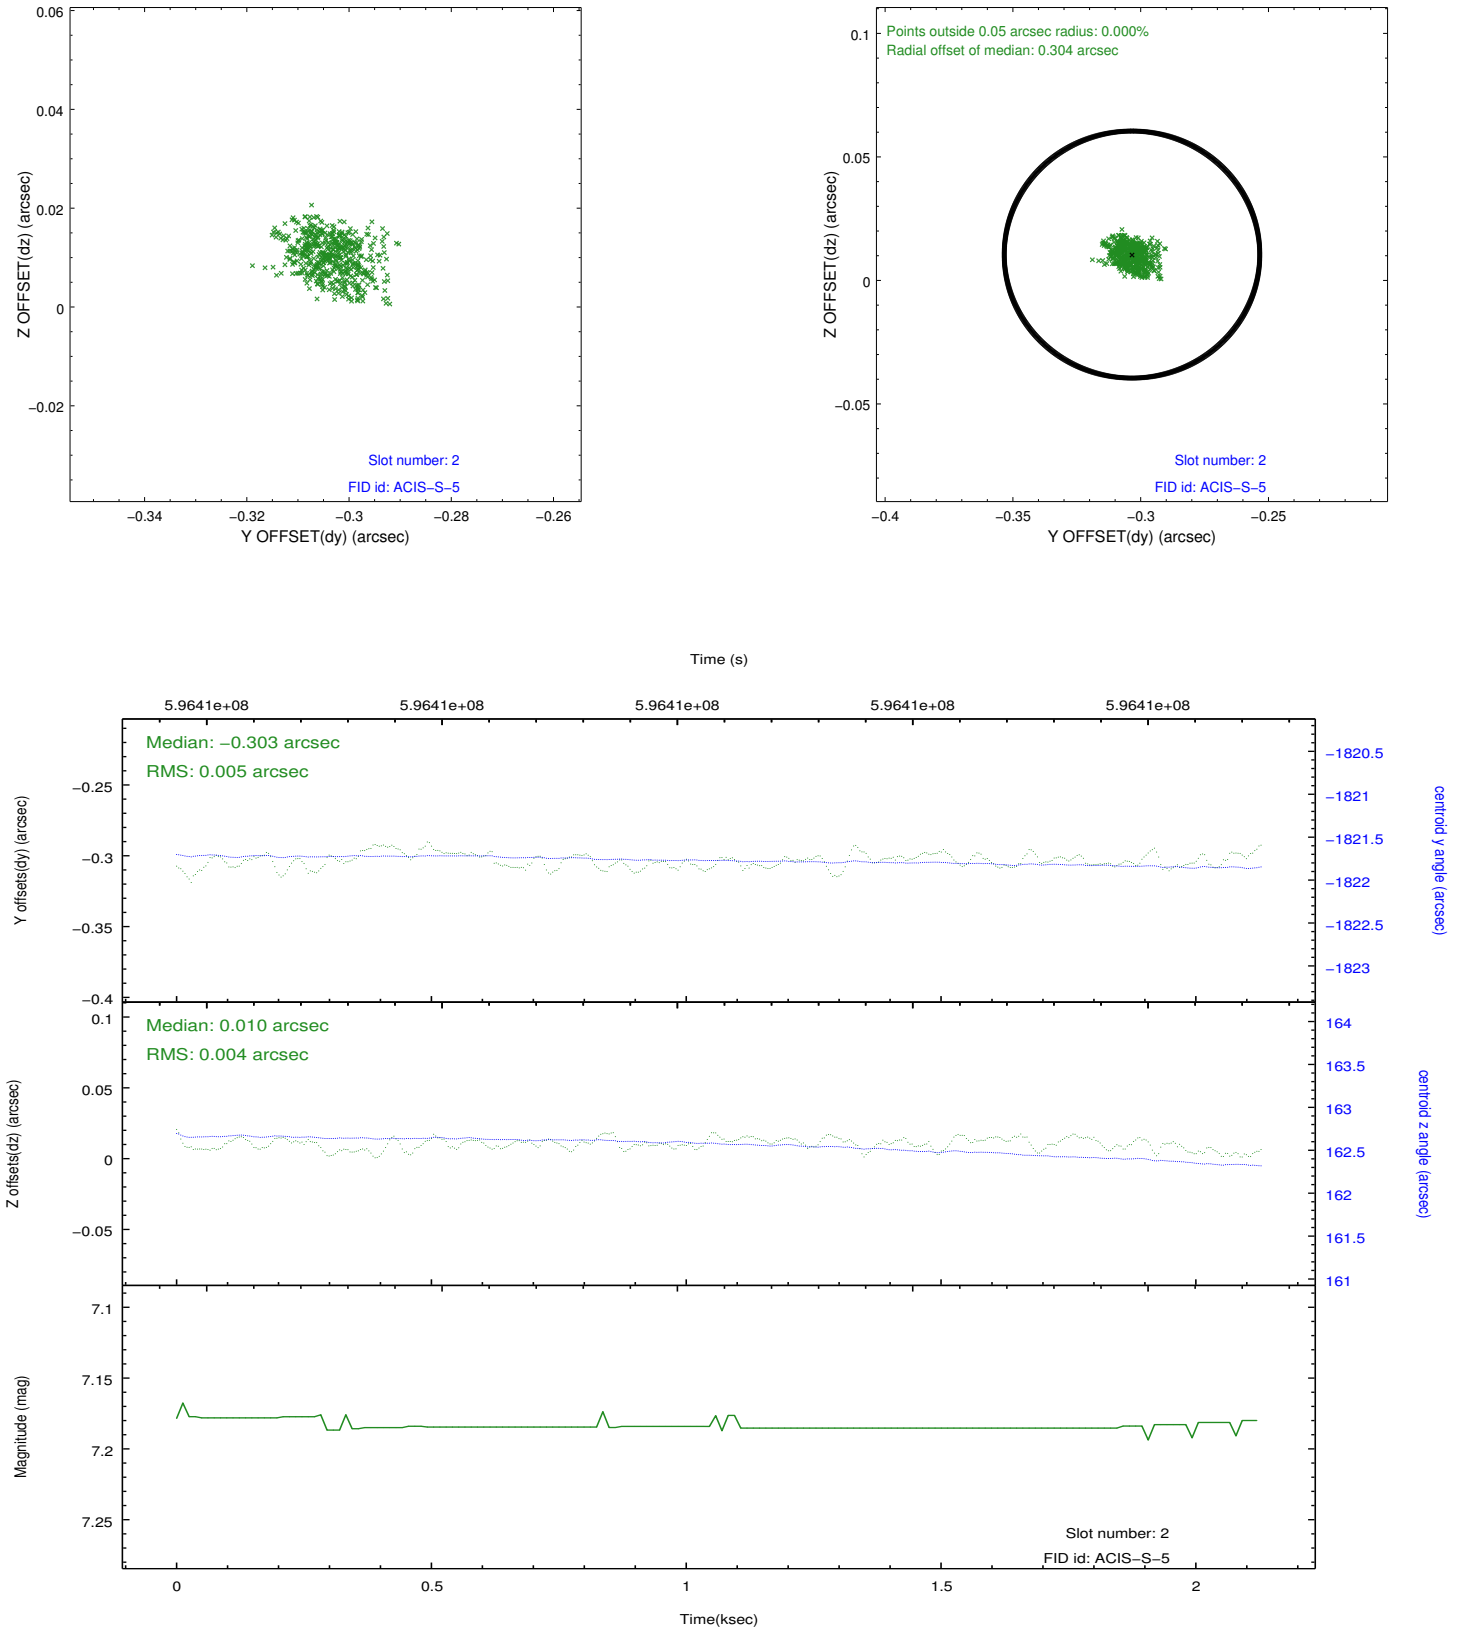 0.06
0.04
0.02
0
−0.02
Z OFFSET(dz) (arcsec)
Slot number: 2
FID id: ACIS−S−5
−0.34 −0.32 −0.3 −0.28 −0.26
Y OFFSET(dy) (arcsec)
Points outside 0.05 arcsec radius: 0.000%
Radial offset of median: 0.304 arcsec
0.1
0.05
0
−0.05
Z OFFSET(dz) (arcsec)
Slot number: 2
FID id: ACIS−S−5
−0.4 −0.35 −0.3 −0.25
Y OFFSET(dy) (arcsec)
Time (s)
5.9641e+08 5.9641e+08 5.9641e+08 5.9641e+08 5.9641e+08
Median: −0.303 arcsec
RMS: 0.005 arcsec
−0.25
−0.3
−0.35
−0.4
Y offsets(dy) (arcsec)
−1820.5
−1821
−1821.5
−1822
−1822.5
−1823
centroid y angle (arcsec)
Median: 0.010 arcsec
RMS: 0.004 arcsec
0.1
0.05
0
−0.05
Z offsets(dz) (arcsec)
164
163.5
163
162.5
162
161.5
161
centroid z angle (arcsec)
7.1
7.15
7.2
7.25
Magnitude (mag)
Slot number: 2
FID id: ACIS−S−5
0 0.5 1 1.5 2
Time(ksec)